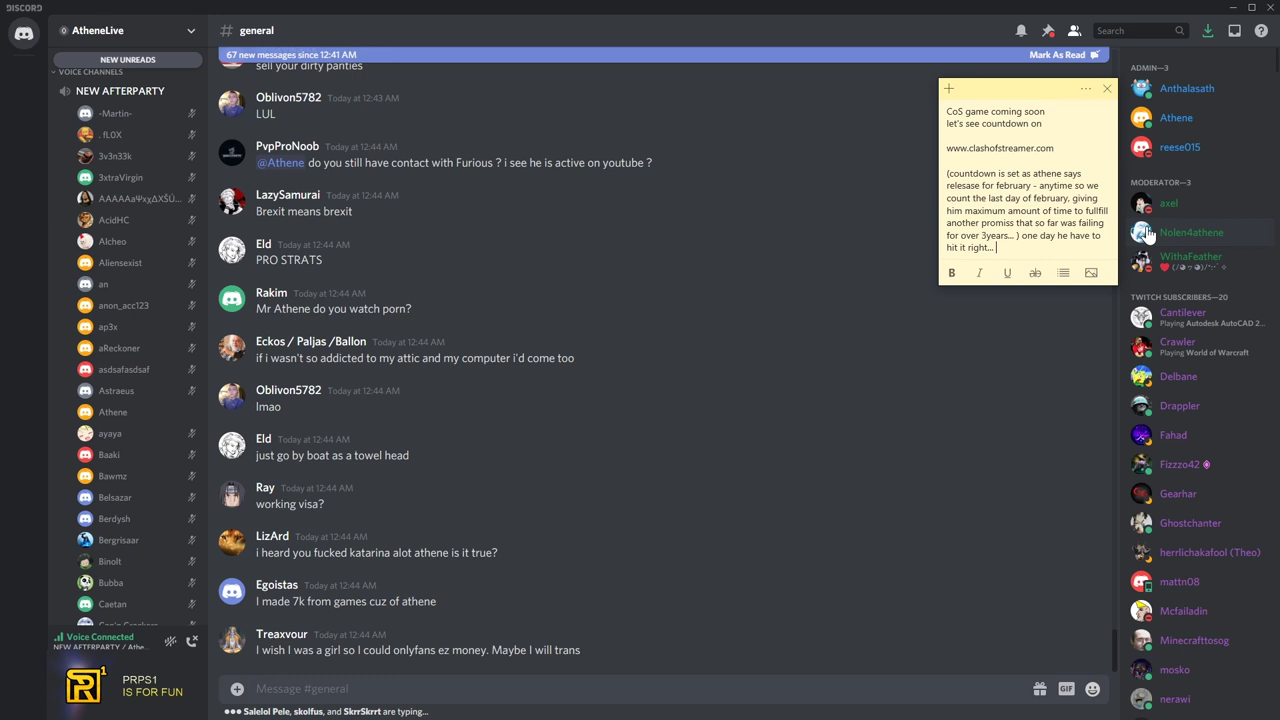 DISCORD
AtheneLive
NEW UNREADS
VOICE CHANNELS
NEW AFTERPARTY
-Martin-
. fL0X
3v3n33k
3xtraVirgin
AcidHC
Alcheo
Aliensexist
an
anon_acc123
ap3x
aReckoner
asdsafasdsaf
Astraeus
Athene
ayaya
Baaki
Bawmz
Belsazar
Berdysh
Bergrisaar
Binolt
Bubba
Caetan
Voice Connected
NEW AFTERPARTY / Athe...
PRPS1
IS FOR FUN
# general
Search
67 new messages since 12:41 AM
Mark As Read
sell your dirty panties
Oblivon5782 Today at 12:43 AM
LUL
PvpProNoob Today at 12:44 AM
@Athene do you still have contact with Furious ? i see he is active on youtube ?
LazySamurai Today at 12:44 AM
Brexit means brexit
Eld Today at 12:44 AM
PRO STRATS
Rakim Today at 12:44 AM
Mr Athene do you watch porn?
Eckos / Paljas /Ballon Today at 12:44 AM
if i wasn't so addicted to my attic and my computer i'd come too
Oblivon5782 Today at 12:44 AM
lmao
Eld Today at 12:44 AM
just go by boat as a towel head
Ray Today at 12:44 AM
working visa?
LizArd Today at 12:44 AM
i heard you fucked katarina alot athene is it true?
Egoistas Today at 12:44 AM
I made 7k from games cuz of athene
Treaxvour Today at 12:44 AM
I wish I was a girl so I could onlyfans ez money. Maybe I will trans
Message #general
GIF
Salelol Pele, skolfus, and SkrrSkrrt are typing...
CoS game coming soon
let's see countdown on
www.clashofstreamer.com
(countdown is set as athene says
relesase for february - anytime so we
count the last day of february, giving
him maximum amount of time to fullfill
another promiss that so far was failing
for over 3years... ) one day he have to
hit it right...
B I U ab
ADMIN—3
Anthalasath
Athene
reese015
MODERATOR—3
axel
Nolen4athene
WithaFeather
TWITCH SUBSCRIBERS—20
Cantilever
Playing Autodesk AutoCAD 2...
Crawler
Playing World of Warcraft
Delbane
Drappler
Fahad
Fizzzo42
Gearhar
Ghostchanter
herrlichakafool (Theo)
mattn08
Mcfailadin
Minecrafttosog
mosko
nerawi